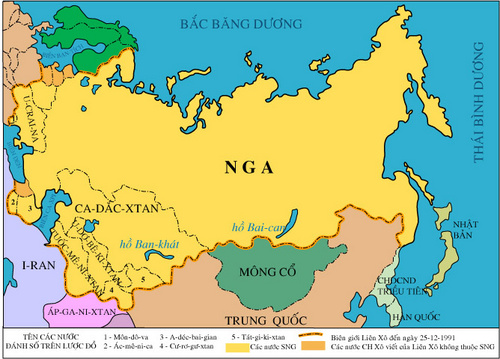 BẮC BĂNG DƯƠNG
THÁI BÌNH DƯƠNG
U-CRAI-NA
NGA
CA-DẮC-XTAN
hồ Ban-khát
hồ Bai-can
2
3
4
5
I-RAN
MÔNG CỔ
NHẬT
BẢN
CHDCND
TRIỀU TIÊN
HÀN QUỐC
ÁP-GA-NI-XTAN
TRUNG QUỐC
TÊN CÁC NƯỚC
ĐÁNH SỐ TRÊN LƯỢC ĐỒ
1 - Môn-đô-va
2 - Ác-mê-ni-ca
3 - A-déc-bai-gian
4 - Cư-rơ-gư-xtan
5 - Tát-gi-ki-xtan
Biên giới Liên Xô đến ngày 25-12-1991
Các nước SNG
Các nước CH Xô viết của Liên Xô không thuộc SNG